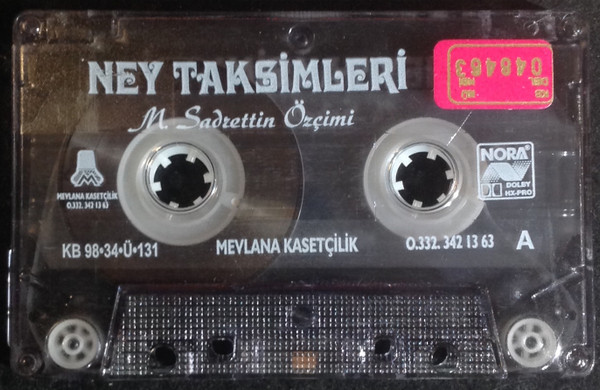 NEY TAKSİMLERİ
M. Sadrettin Özçimi
048463
NORA
DOLBY
HX-PRO
MEVLANA KASETÇİLİK
0.332. 342 13 63
KB 98•34•Ü•131
MEVLANA KASETÇİLİK
0.332. 342 13 63
A